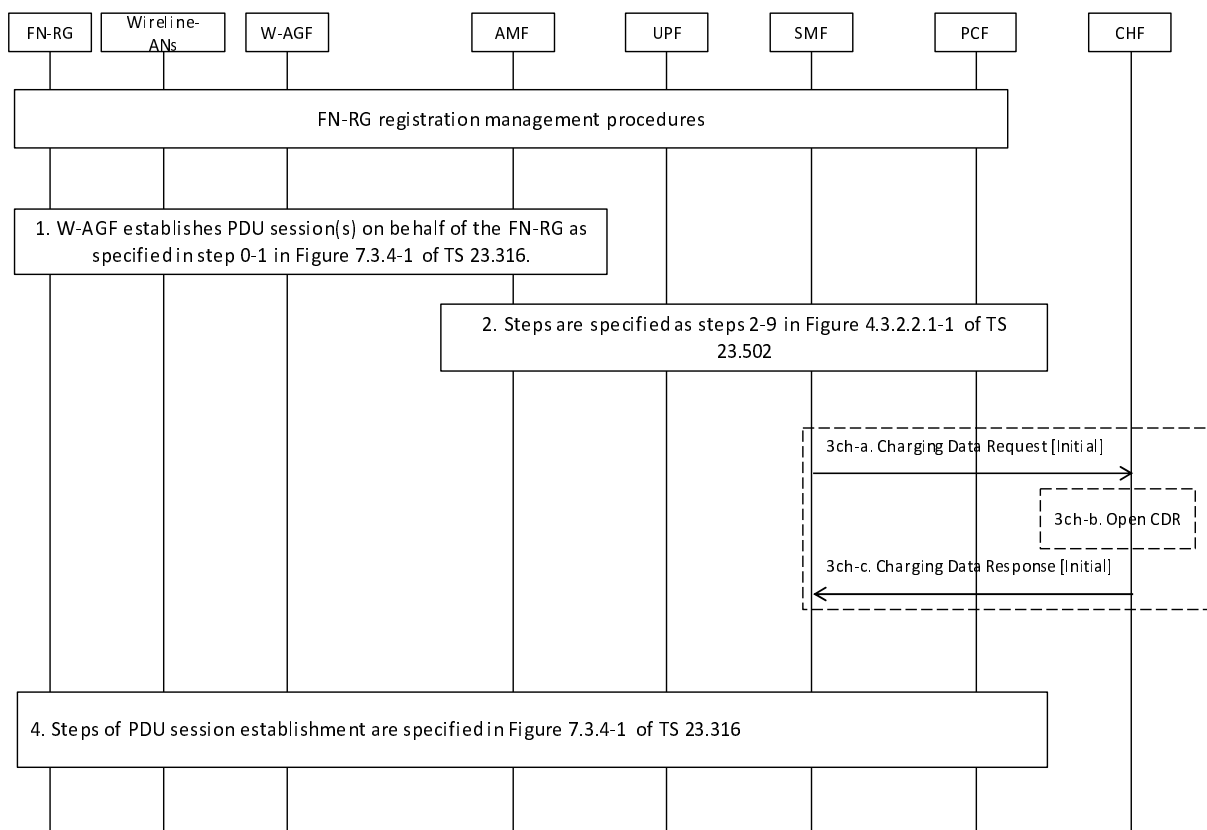 FN-RG
Wireline-
ANs
W-AGF
AMF
UPF
SMF
PCF
CHF
FN-RG registration management procedures
1. W-AGF establishes PDU session(s) on behalf of the FN-RG as
specified in step 0-1 in Figure 7.3.4-1 of TS 23.316.
2. Steps are specified as steps 2-9 in Figure 4.3.2.2.1-1 of TS
23.502
3ch-a. Charging Data Request [Initial]
3ch-b. Open CDR
3ch-c. Charging Data Response [Initial]
4. Steps of PDU session establishment are specified in Figure 7.3.4-1 of TS 23.316